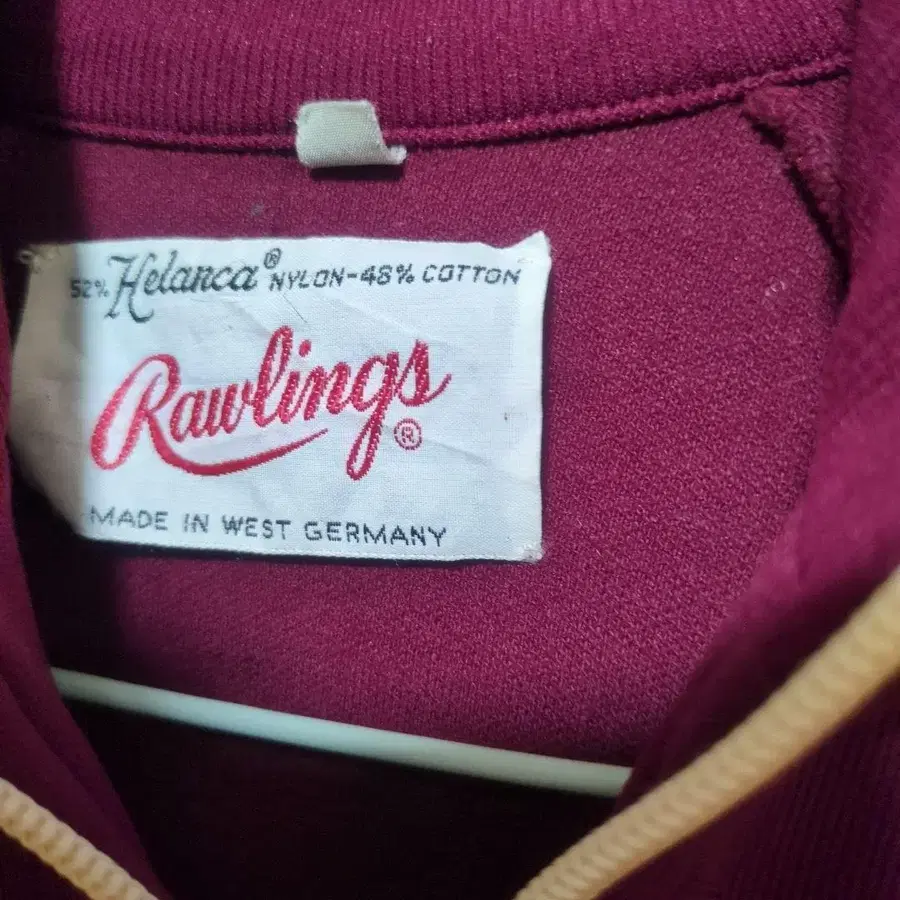 52% Helanca® NYLON-48% COTTON
Rawlings®
MADE IN WEST GERMANY